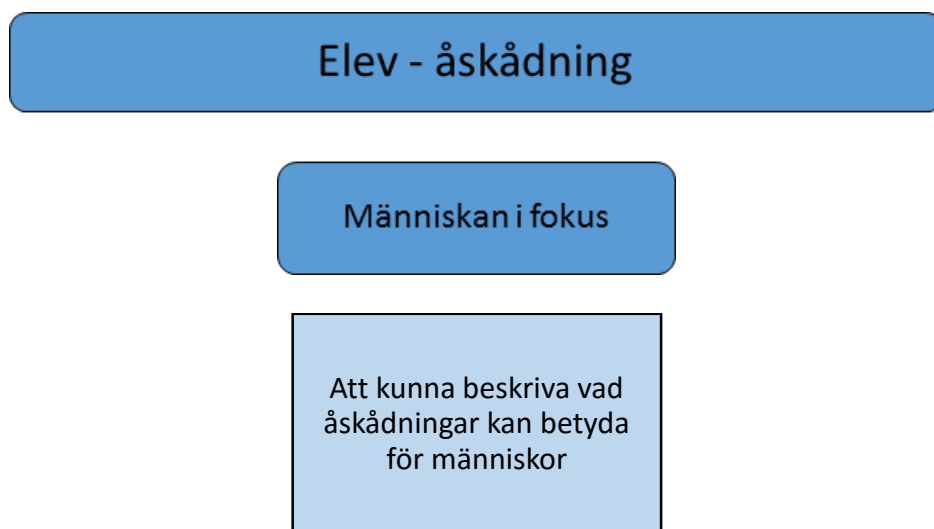 Elev - åskådning
Människan i fokus
Att kunna beskriva vad
åskådningar kan betyda
för människor